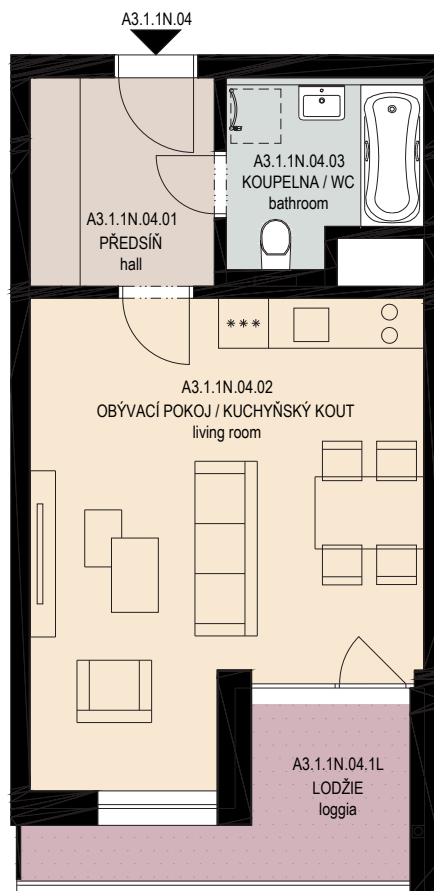 A3.1.1N.04
A3.1.1N.04.03
KOUPELNA / WC
bathroom
A3.1.1N.04.01
PŘEDSÍŇ
hall
***
A3.1.1N.04.02
OBÝVACÍ POKOJ / KUCHYŇSKÝ KOUT
living room
A3.1.1N.04.1L
LODŽIE
loggia